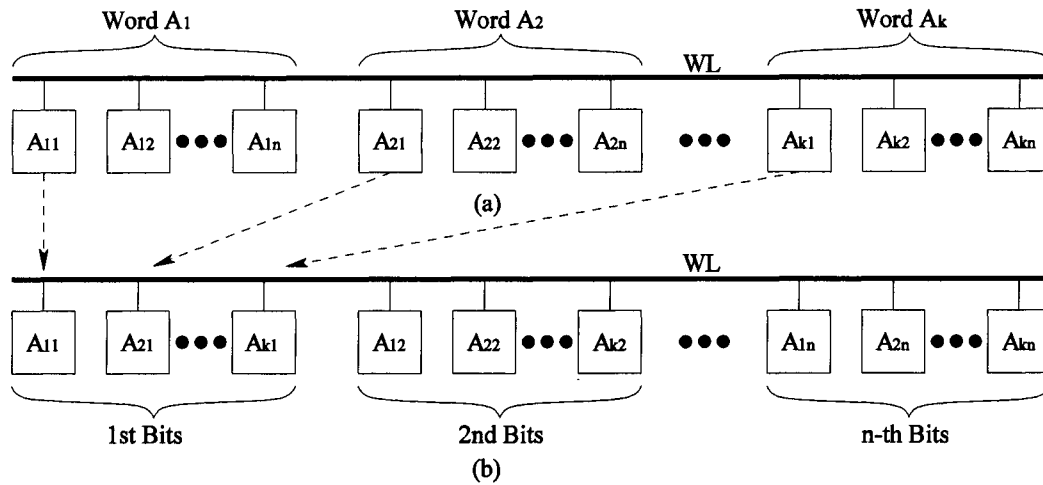 Word A1 Word A2 Word Ak
WL
A11 A12 A1n A21 A22 A2n Ak1 Ak2 Akn
(a)
WL
A11 A21 Ak1 A12 A22 Ak2 A1n A2n Akn
1st Bits 2nd Bits n-th Bits
(b)